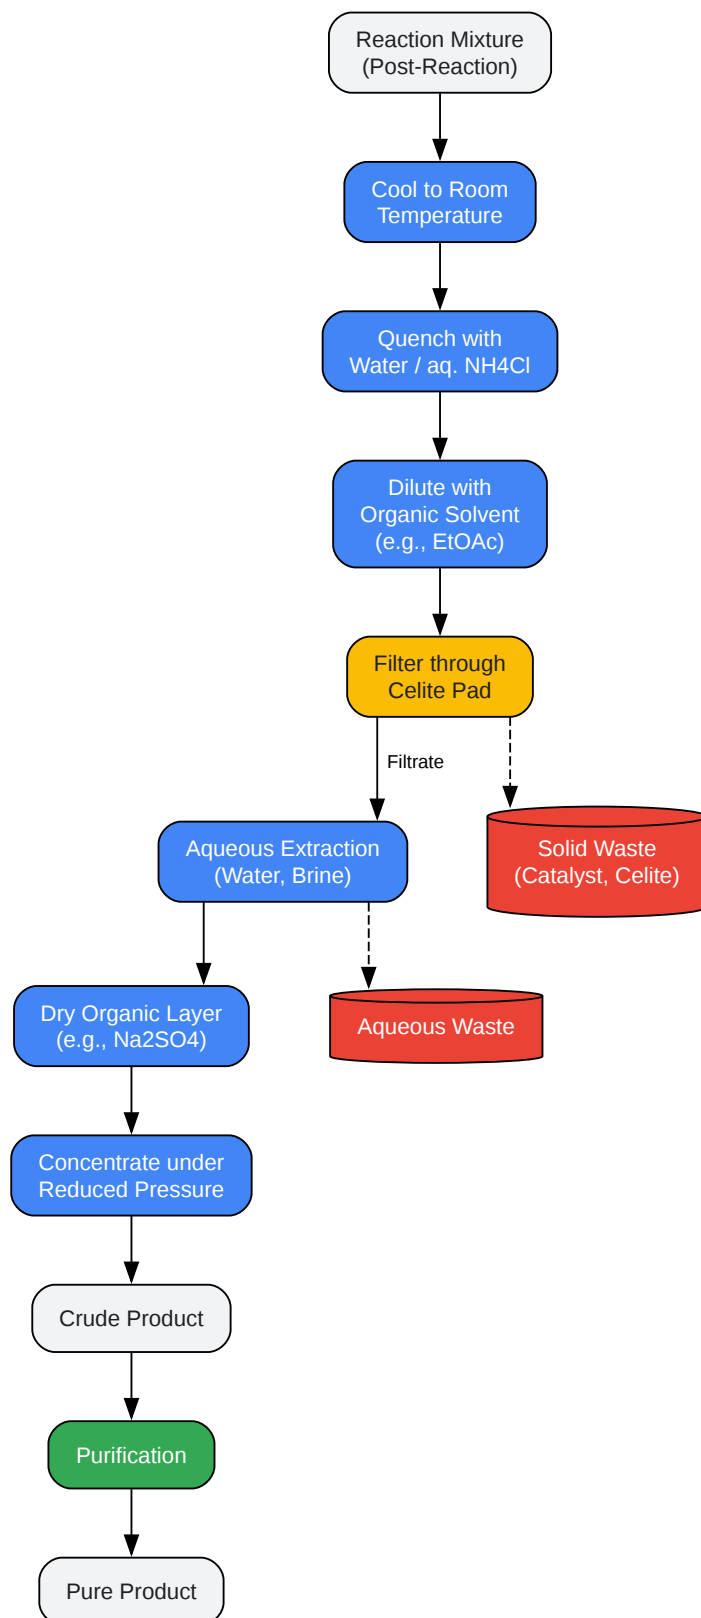 Reaction Mixture
(Post-Reaction)
Cool to Room
Temperature
Quench with
Water / aq. NH4Cl
Dilute with
Organic Solvent
(e.g., EtOAc)
Filter through
Celite Pad
Filtrate
Aqueous Extraction
(Water, Brine)
Solid Waste
(Catalyst, Celite)
Dry Organic Layer
(e.g., Na2SO4)
Aqueous Waste
Concentrate under
Reduced Pressure
Crude Product
Purification
Pure Product